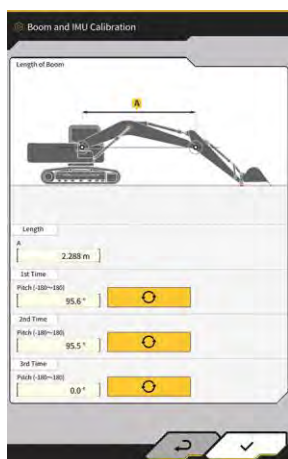 Boom and IMU Calibration
Length of Boom
A
Length
A
[ 2.288 m ]
1st Time
Pitch (-180~180)
[ 95.6 ° ]
2nd Time
Pitch (-180~180)
[ 95.5 ° ]
3rd Time
Pitch (-180~180)
[ 0.0 ° ]